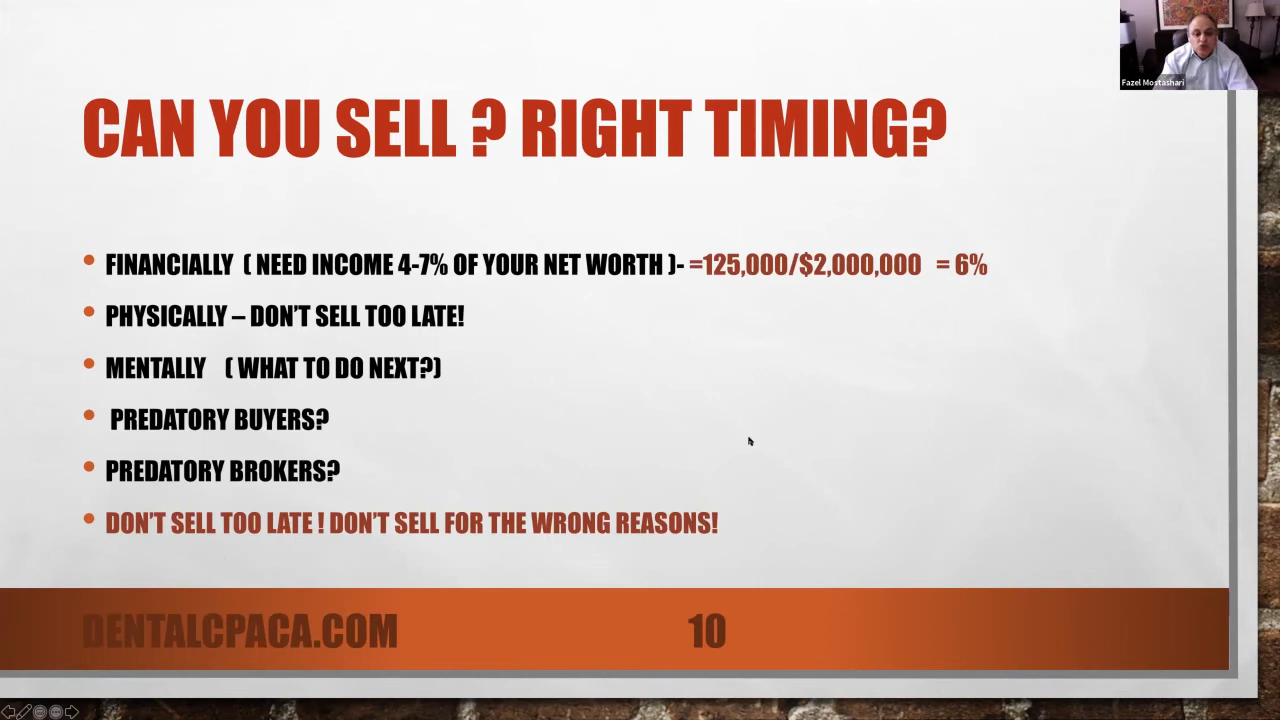 Fazel Mostashari
CAN YOU SELL ? RIGHT TIMING?
• FINANCIALLY ( NEED INCOME 4-7% OF YOUR NET WORTH )- =125,000/$2,000,000 = 6%
• PHYSICALLY – DON'T SELL TOO LATE!
• MENTALLY ( WHAT TO DO NEXT?)
• PREDATORY BUYERS?
• PREDATORY BROKERS?
• DON'T SELL TOO LATE ! DON'T SELL FOR THE WRONG REASONS!
DENTALCPACA.COM 10